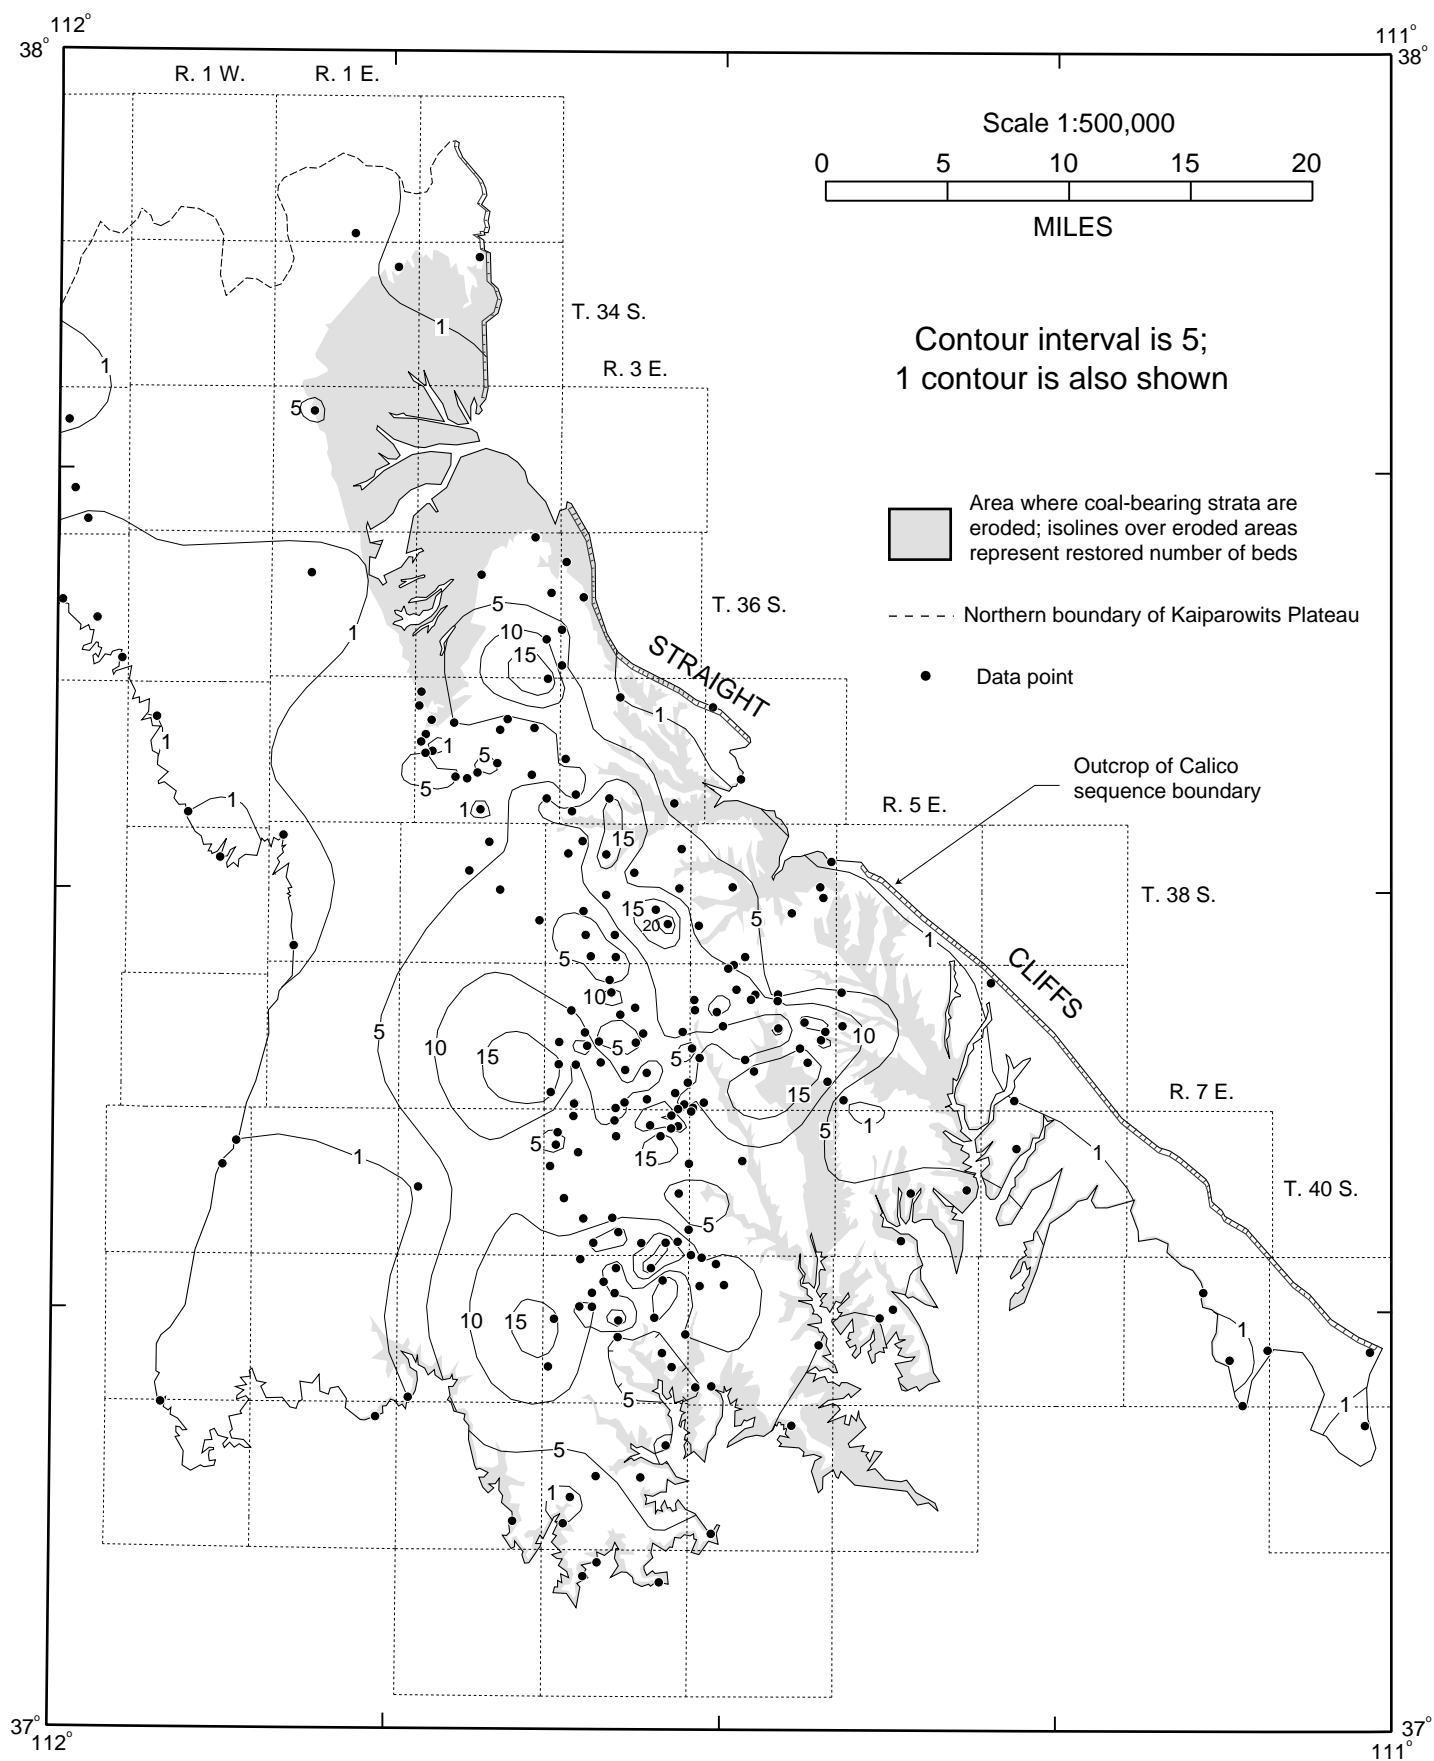 112°
111°
38°
38°
R. 1 W.
R. 1 E.
Scale 1:500,000
0 5 10 15 20
MILES
T. 34 S.
1
Contour interval is 5;
1 contour is also shown
1
R. 3 E.
5
Area where coal-bearing strata are
eroded; isolines over eroded areas
represent restored number of beds
5
T. 36 S.
Northern boundary of Kaiparowits Plateau
10
1
15
STRAIGHT
Data point
1
1
1
5
5
Outcrop of Calico
sequence boundary
1
1
R. 5 E.
15
T. 38 S.
15
5
20
1
5
CLIFFS
10
5
10
10
5
15
5
R. 7 E.
15
5
1
5
1
15
1
T. 40 S.
5
10
15
1
5
1
5
1
37°
37°
112°
111°